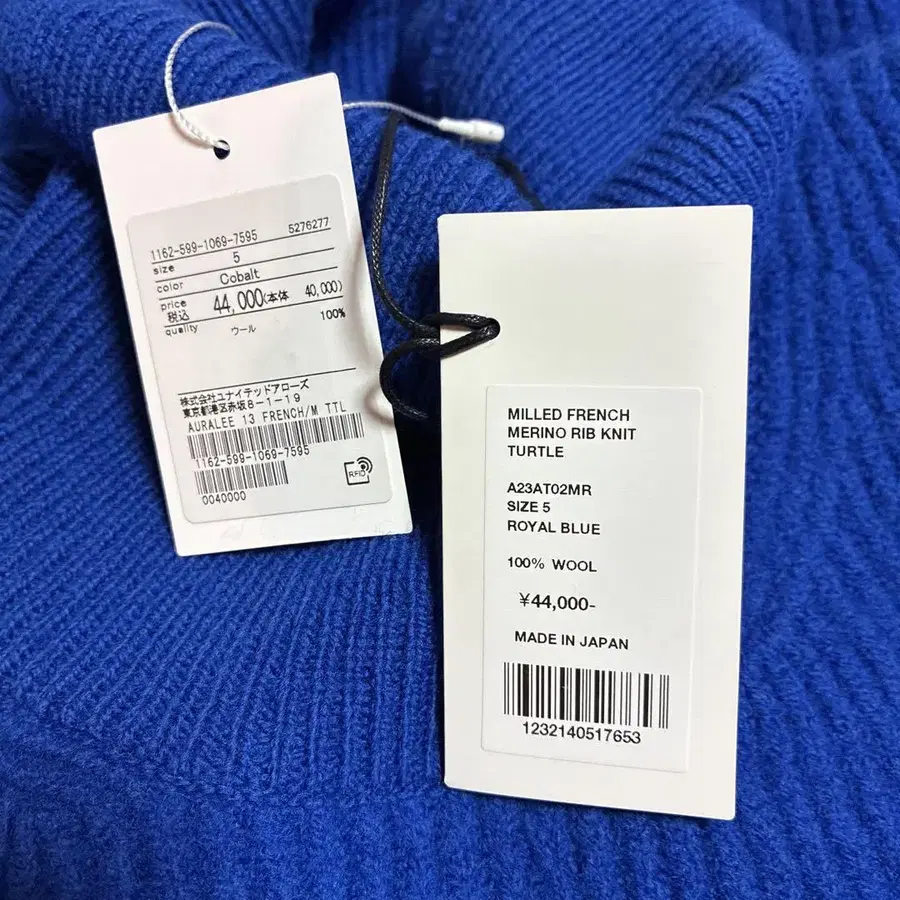 1162-599-1069-7595 5276277
size 5
color Cobalt
price
税込 44,000(本体 40,000)
quality ウール 100%
株式会社ユナイテッドアローズ
東京都港区赤坂8-1-19
AURALEE 13 FRENCH/M TTL
1162-599-1069-7595
0040000
RFID
MILLED FRENCH
MERINO RIB KNIT
TURTLE
A23AT02MR
SIZE 5
ROYAL BLUE
100% WOOL
¥44,000-
MADE IN JAPAN
1232140517653